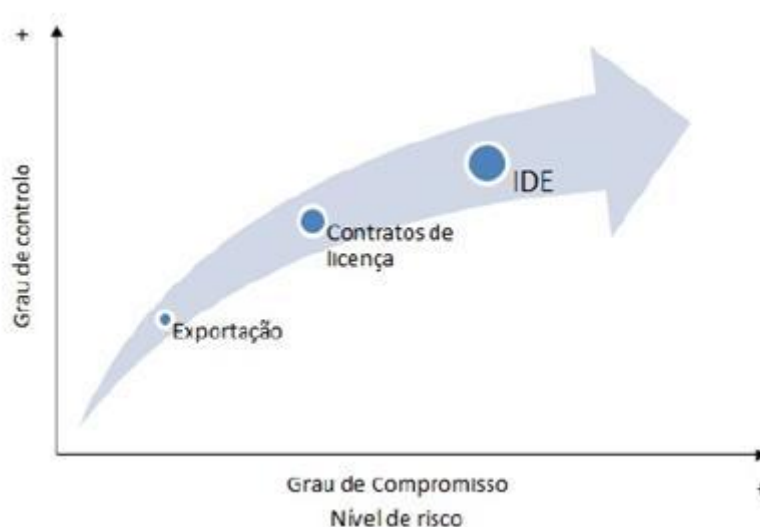 +
Grau de controlo
IDE
Contratos de
licença
Exportação
Grau de Compromisso
Nível de risco